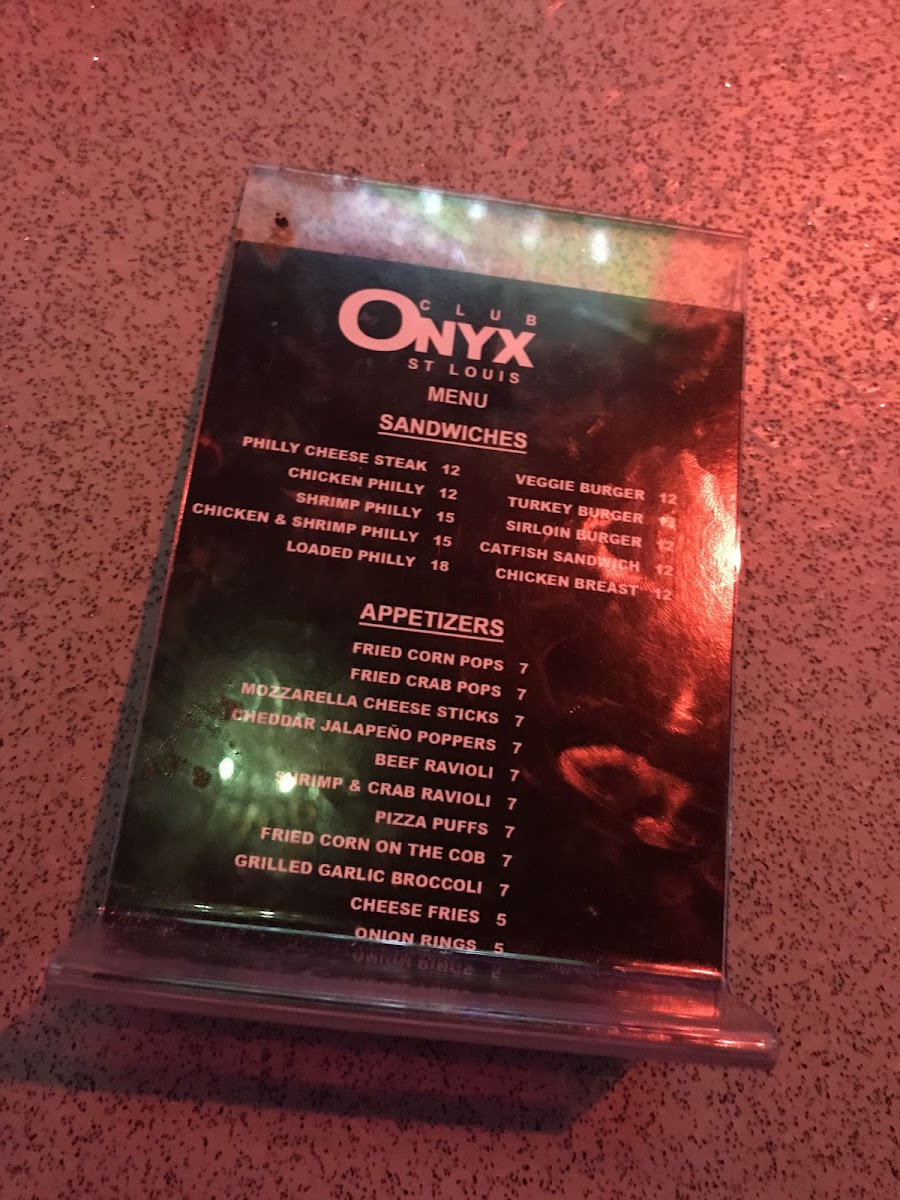 CLUB
ONYX
ST LOUIS
MENU
SANDWICHES
PHILLY CHEESE STEAK 12
CHICKEN PHILLY 12
SHRIMP PHILLY 15
CHICKEN & SHRIMP PHILLY 15
LOADED PHILLY 18
VEGGIE BURGER 12
TURKEY BURGER
SIRLOIN BURGER 12
CATFISH SANDWICH 12
CHICKEN BREAST 12
APPETIZERS
FRIED CORN POPS 7
FRIED CRAB POPS 7
MOZZARELLA CHEESE STICKS 7
CHEDDAR JALAPEÑO POPPERS 7
BEEF RAVIOLI 7
SHRIMP & CRAB RAVIOLI 7
PIZZA PUFFS 7
FRIED CORN ON THE COB 7
GRILLED GARLIC BROCCOLI 7
CHEESE FRIES 5
ONION RINGS 5